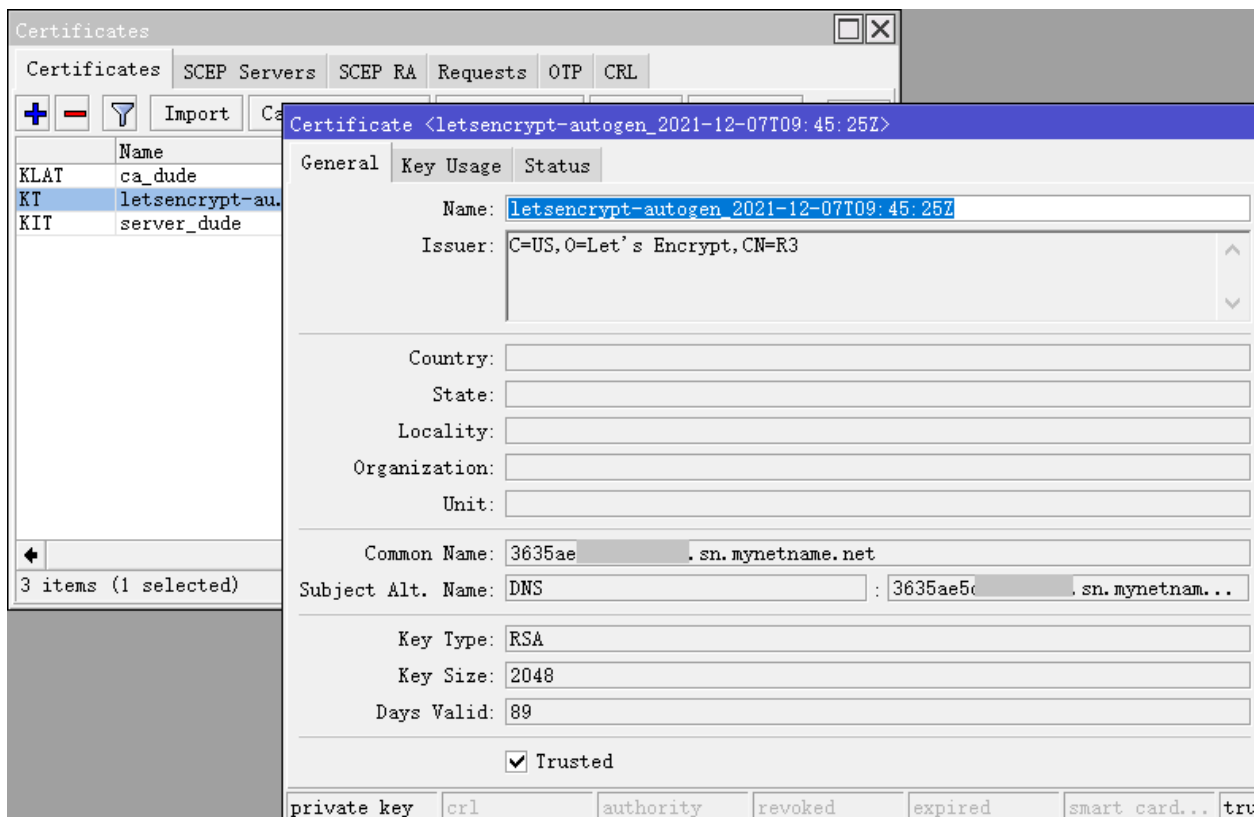 Certificates
Certificates SCEP Servers SCEP RA Requests OTP CRL
Import
Certificate <letsencrypt-autogen_2021-12-07T09:45:25Z>
Name
KLAT ca_dude
KT letsencrypt-au..
KIT server_dude
3 items (1 selected)
General Key Usage Status
Name: letsencrypt-autogen_2021-12-07T09:45:25Z
Issuer: C=US,O=Let's Encrypt,CN=R3
Country:
State:
Locality:
Organization:
Unit:
Common Name: 3635ae .sn.mynetname.net
Subject Alt. Name: DNS : 3635ae5 .sn.mynetnam...
Key Type: RSA
Key Size: 2048
Days Valid: 89
Trusted
private key crl authority revoked expired smart card...